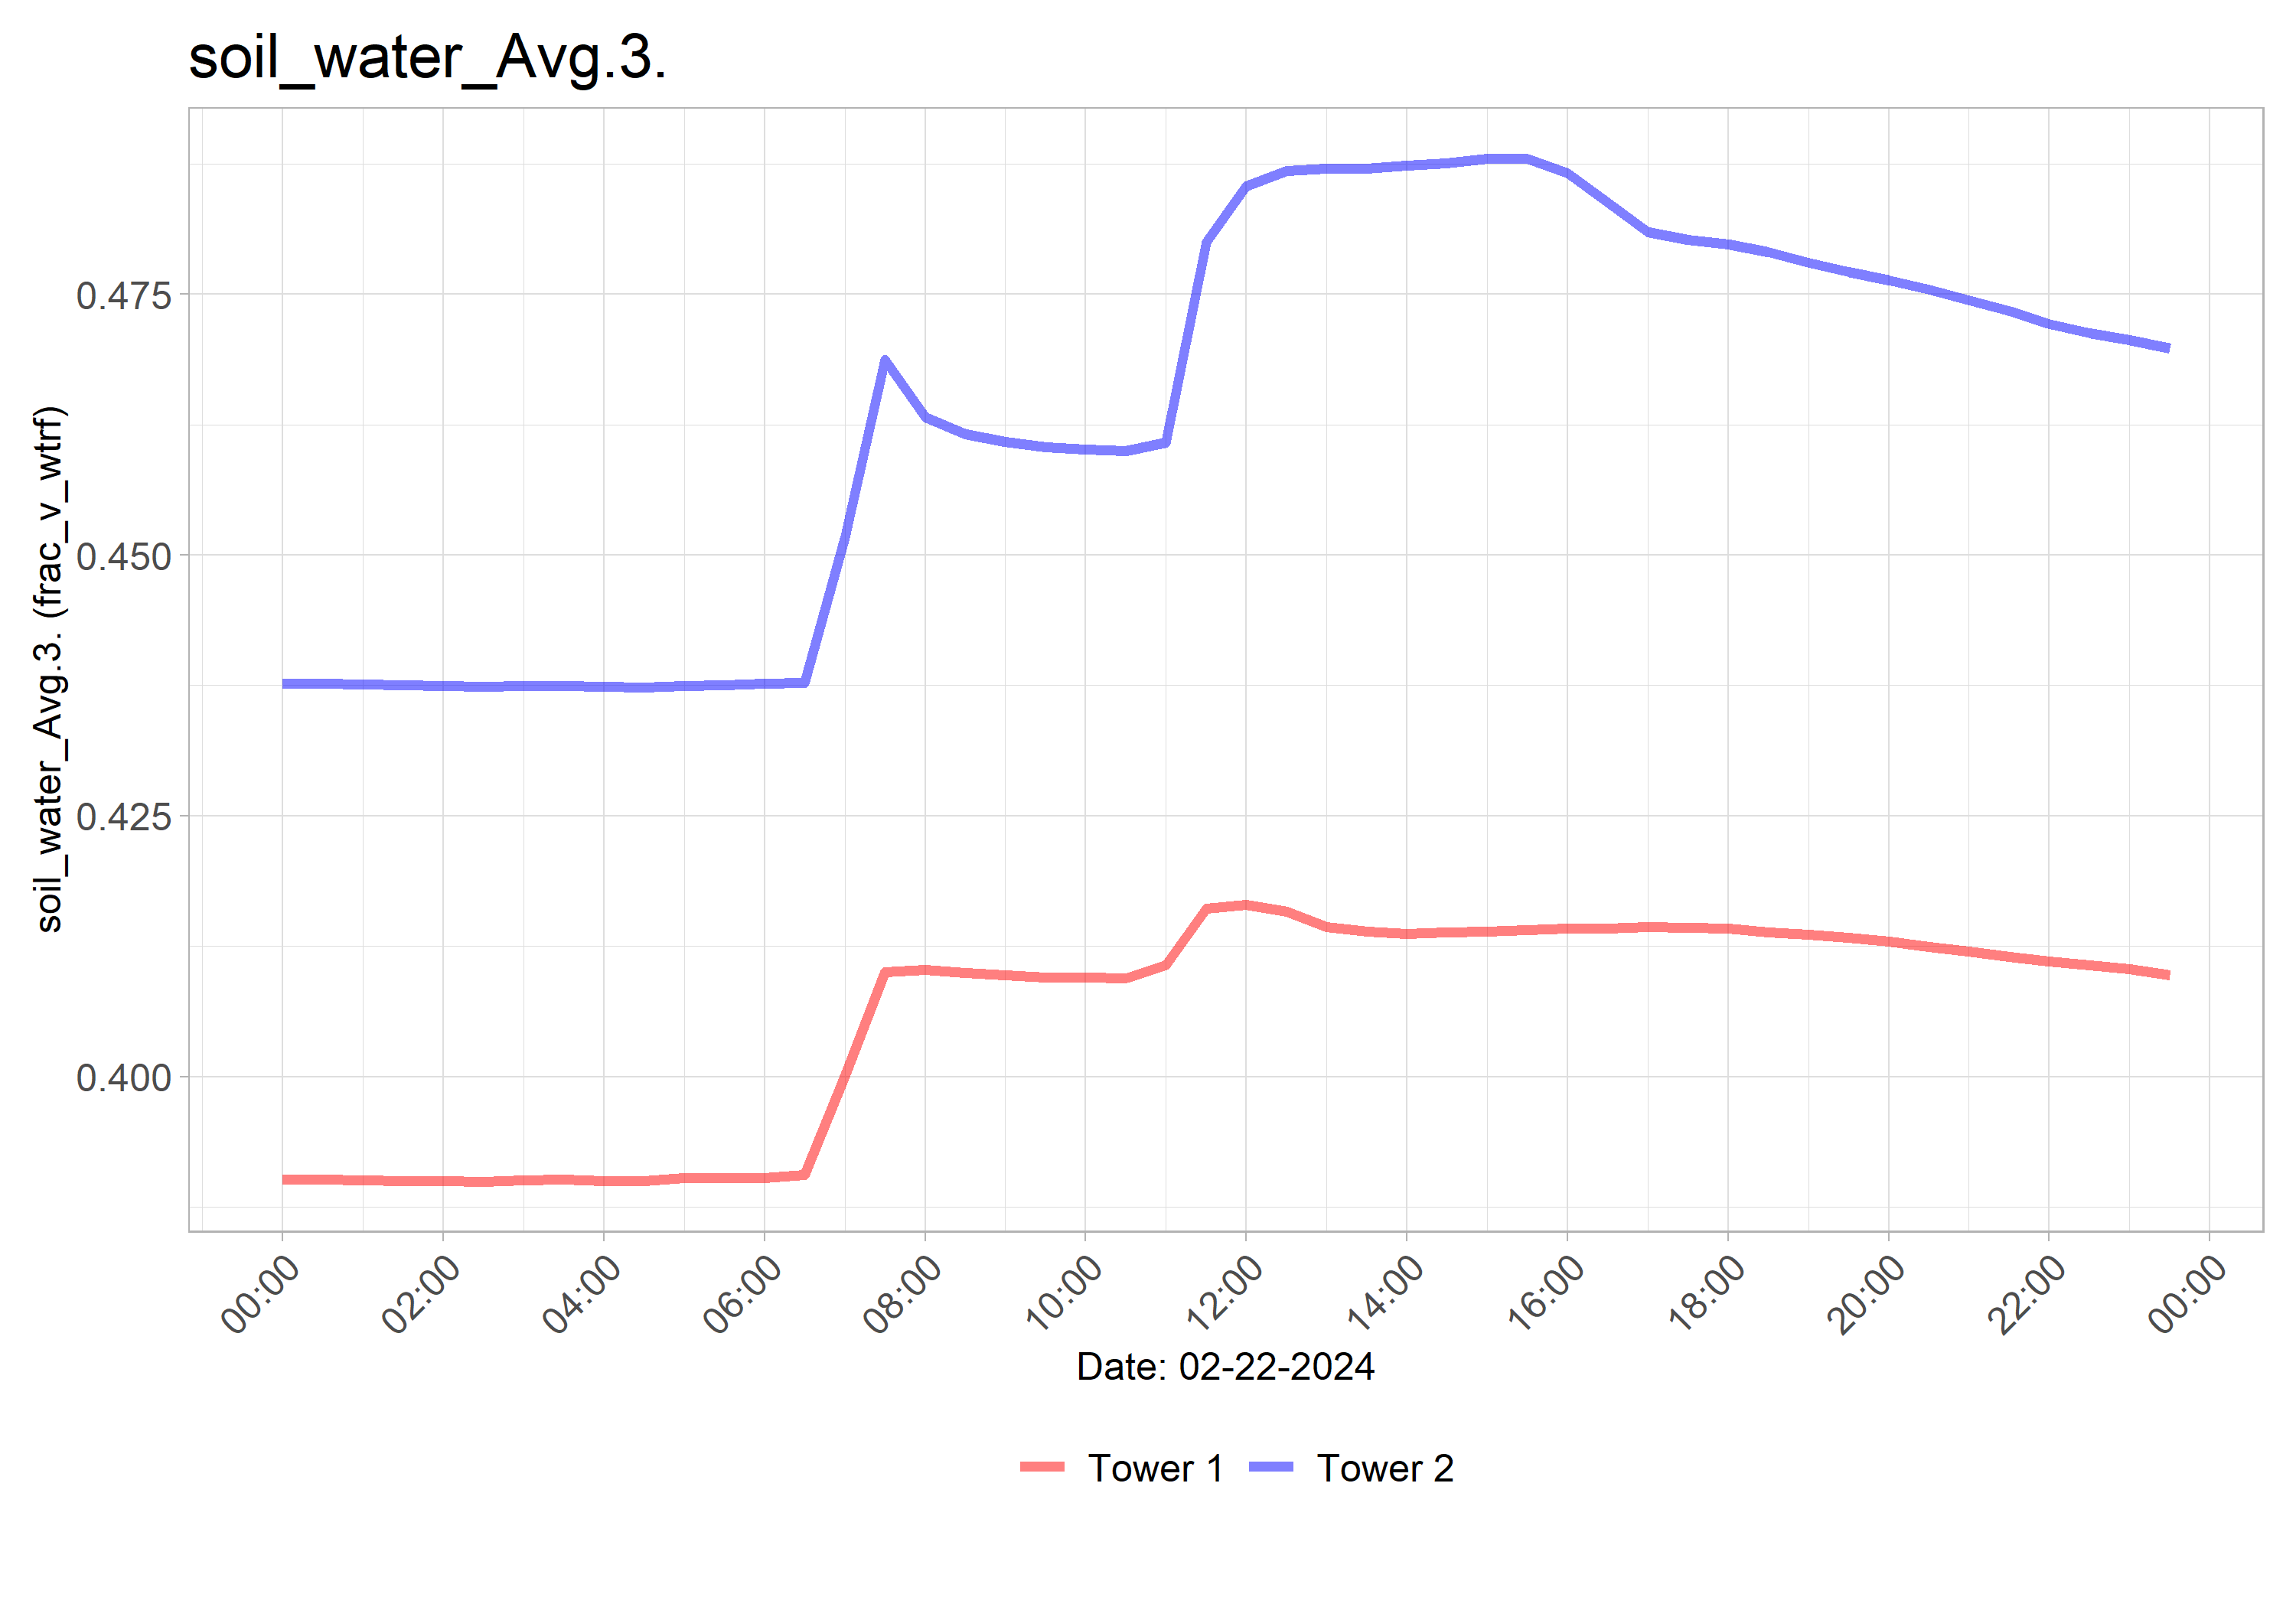 soil_water_Avg.3.
soil_water_Avg.3. (frac_v_wtrf)
0.475
0.450
0.425
0.400
00:00 02:00 04:00 06:00 08:00 10:00 12:00 14:00 16:00 18:00 20:00 22:00 00:00
Date: 02-22-2024
Tower 1 Tower 2